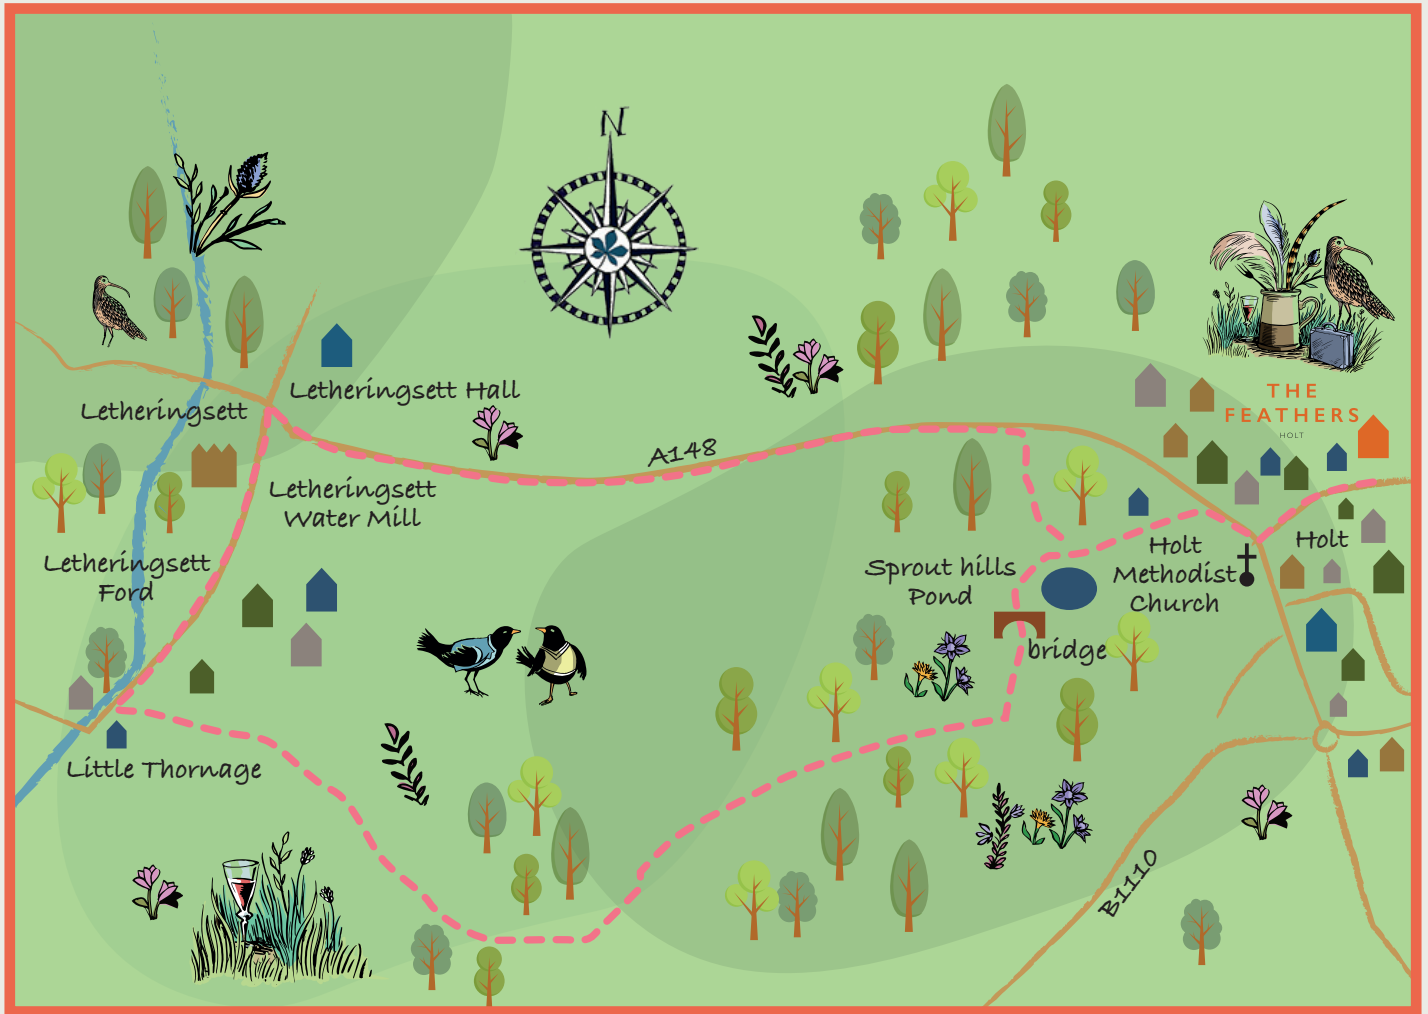 N
THE
FEATHERS
HOLT
Letheringsett Hall
Letheringsett
A148
Letheringsett
Water Mill
Holt
Holt
Methodist
Church
Letheringsett
Ford
Sprout hills
Pond
bridge
Little Thornage
B1110